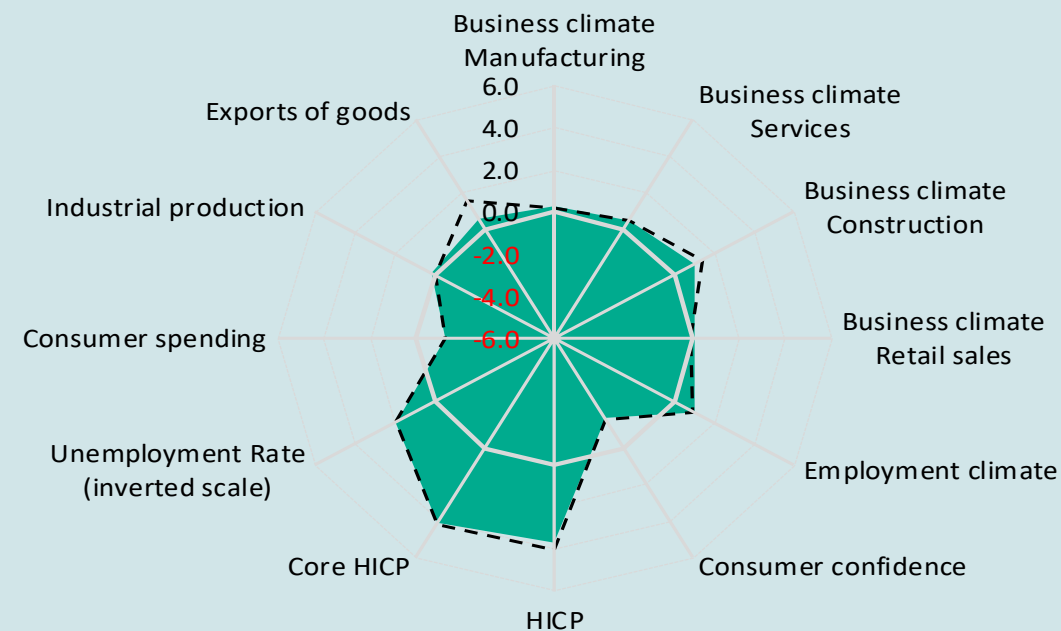 Business climate
Manufacturing
6.0
4.0
2.0
0.0
-2.0
-4.0
-6.0
Business climate
Services
Business climate
Construction
Business climate
Retail sales
Employment climate
Consumer confidence
HICP
Core HICP
Unemployment Rate
(inverted scale)
Consumer spending
Industrial production
Exports of goods